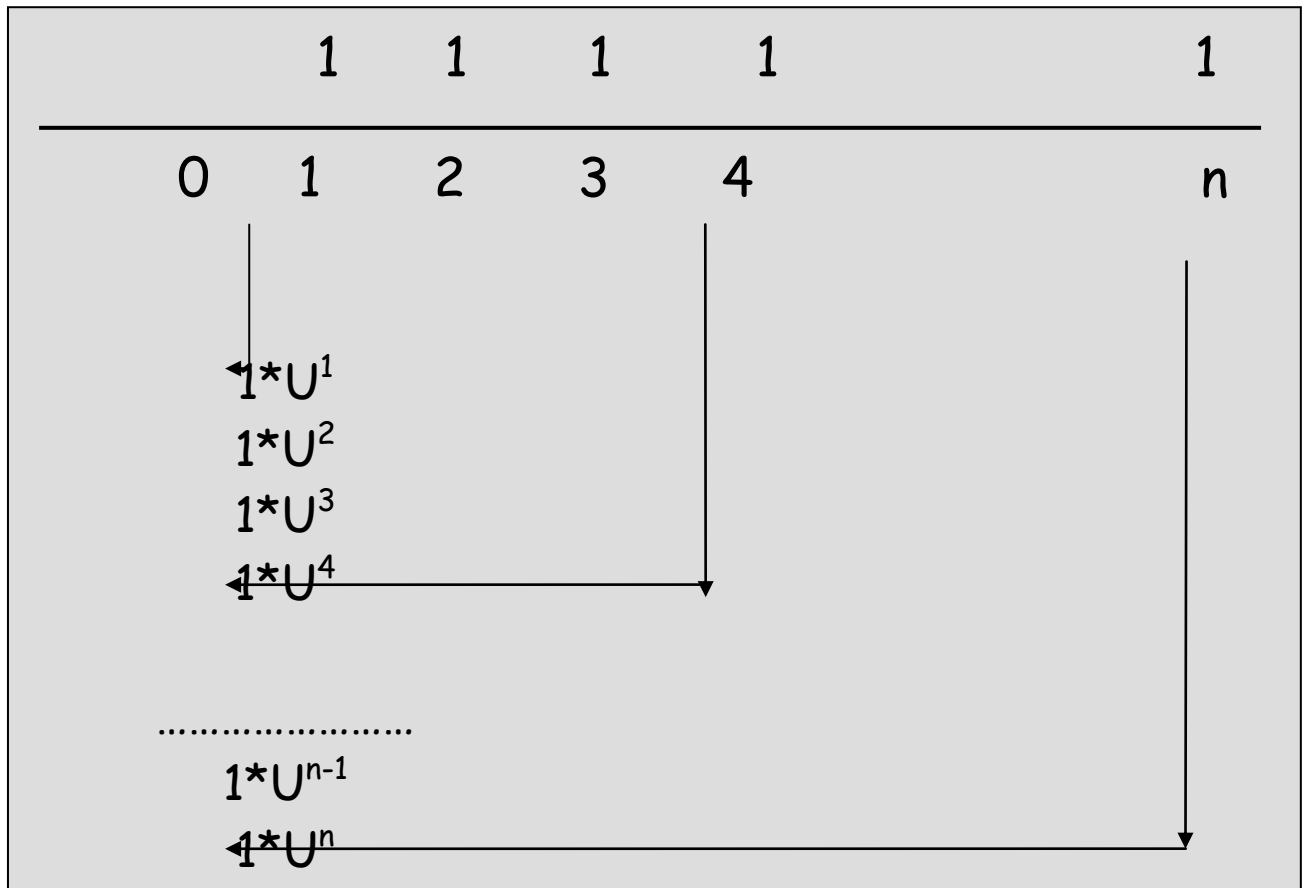 1 1 1 1 1
0 1 2 3 4 n
1*U¹
1*U²
1*U³
1*U⁴
........................
1*Uⁿ⁻¹
1*Uⁿ